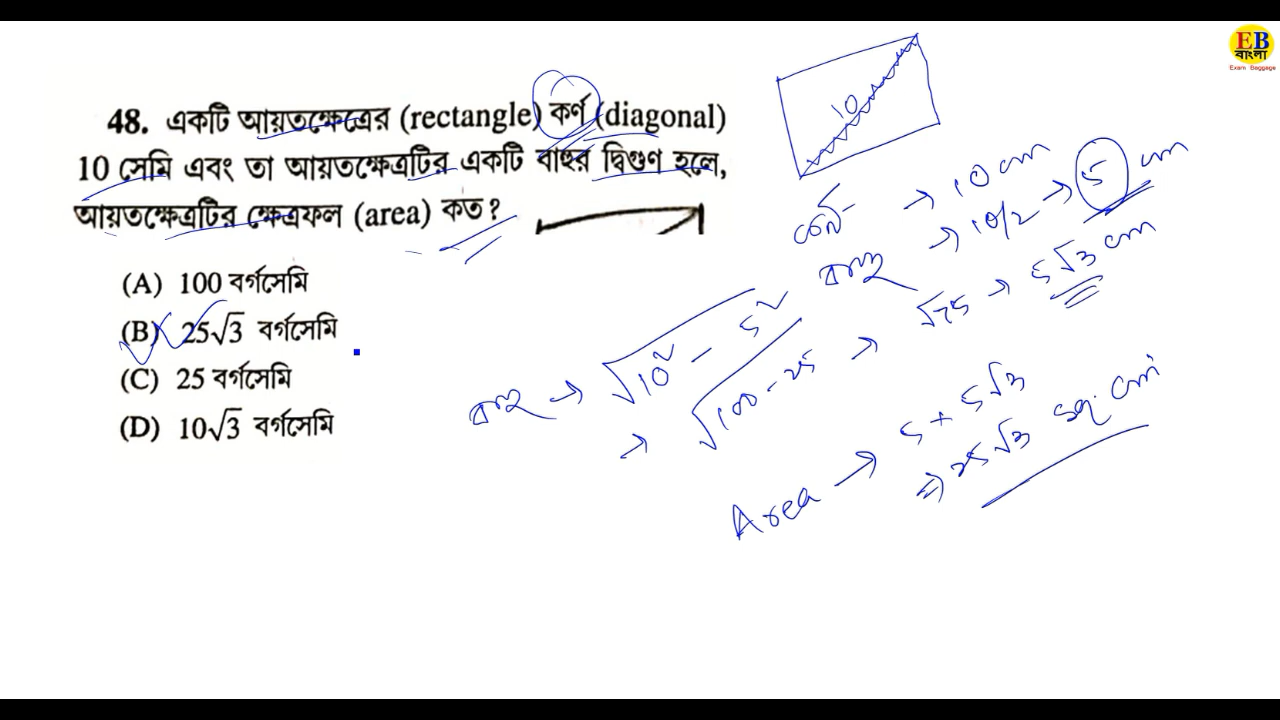 EB
বাংলা
Exam Baggage
48. একটি আয়তক্ষেত্রের (rectangle) কর্ণ (diagonal)
10 সেমি এবং তা আয়তক্ষেত্রটির একটি বাহুর দ্বিগুণ হলে,
আয়তক্ষেত্রটির ক্ষেত্রফল (area) কত?
(A) 100 বর্গসেমি
(B) 25√3 বর্গসেমি
(C) 25 বর্গসেমি
(D) 10√3 বর্গসেমি
10
কর্ণ → 10 cm
বাহু → 10/2 → 5 cm
বাহু → √10² - 5²
→ √100 - 25 → √75 → 5√3 cm
Area → 5 × 5√3
⇒ 25√3 sq. cm